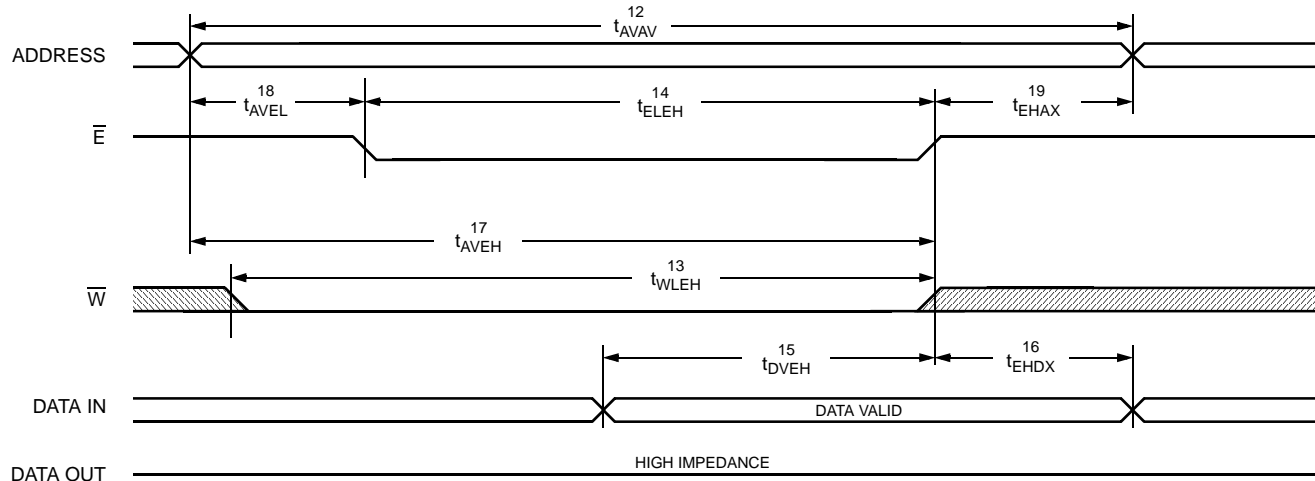 12
tAVAV
ADDRESS
18
tAVEL
14
tELEH
19
tEHAX
E̅
17
tAVEH
13
tWLEH
W̅
15
tDVEH
16
tEHDX
DATA IN
DATA VALID
DATA OUT
HIGH IMPEDANCE